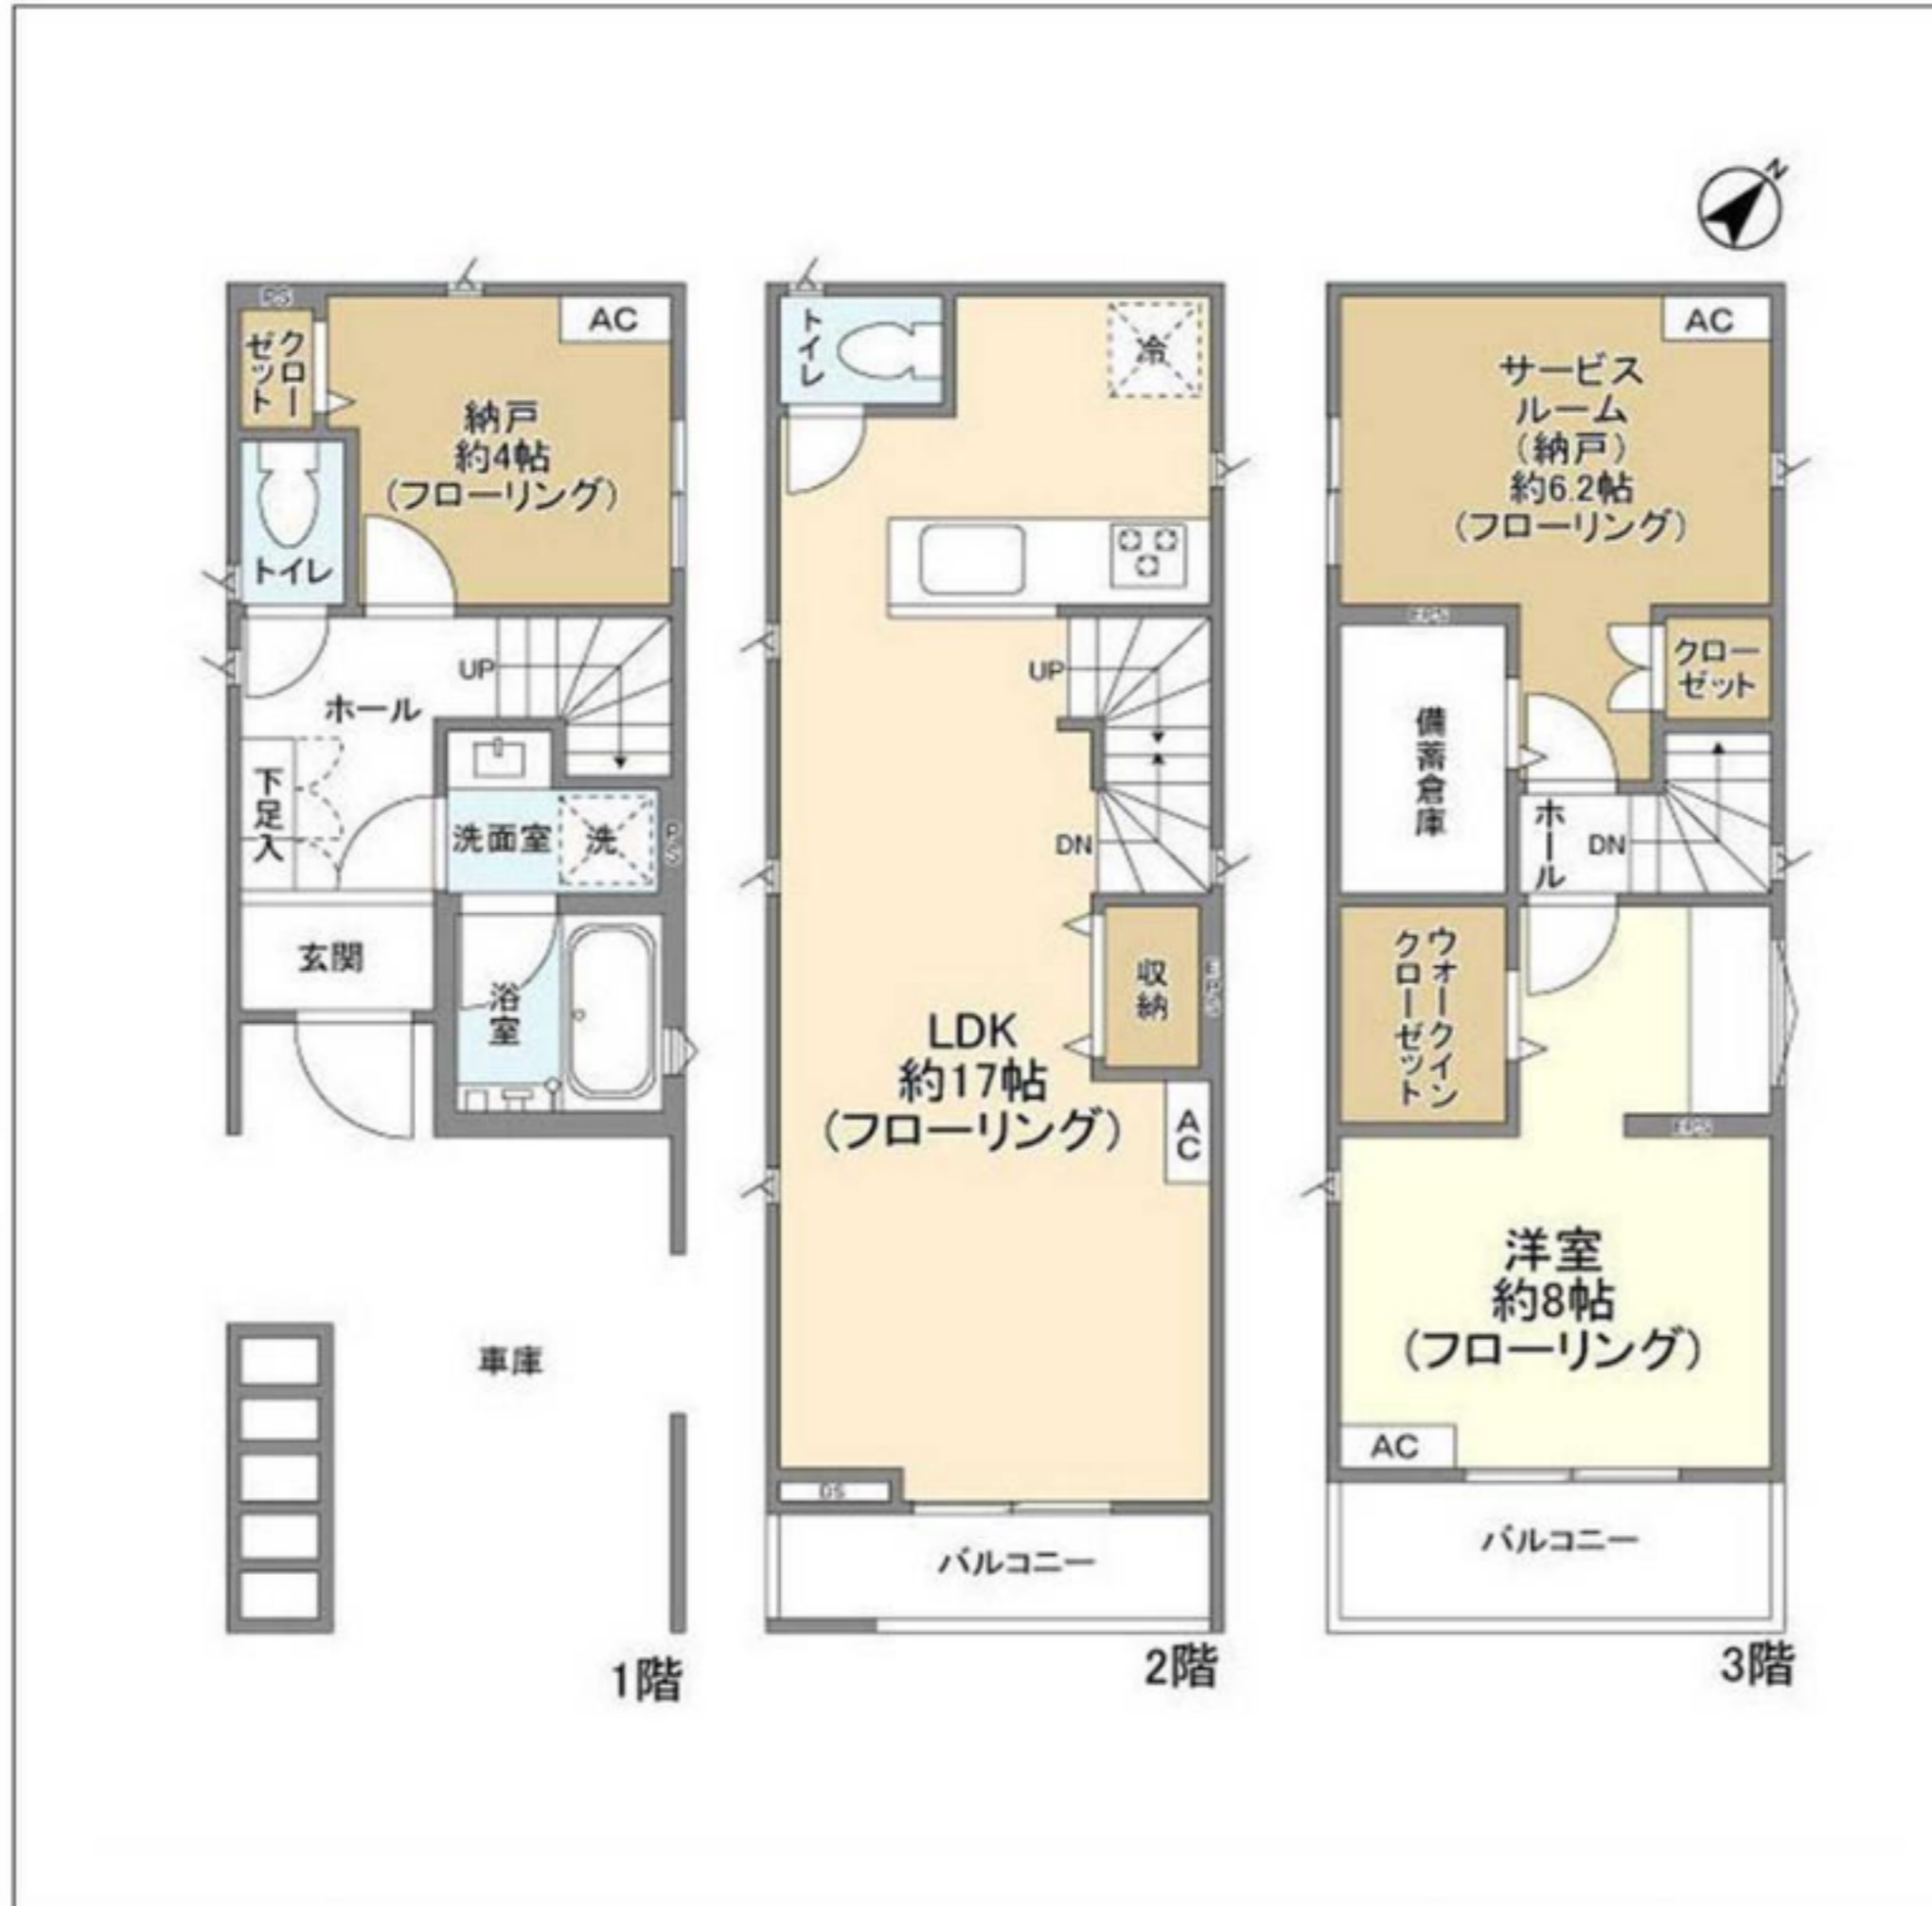 N
PS
クロー
ゼット
AC
納戸
約4帖
(フローリング)
トイレ
UP
ホール
下足入
洗面室
洗
PS
玄関
浴室
車庫
1階
トイレ
冷
UP
DN
収納
EPS
LDK
約17帖
(フローリング)
AC
DS
バルコニー
2階
AC
サービス
ルーム
(納戸)
約6.2帖
(フローリング)
EPS
クロー
ゼット
備蓄倉庫
ホール
DN
ウォークイン
クローゼット
EPS
洋室
約8帖
(フローリング)
AC
バルコニー
3階